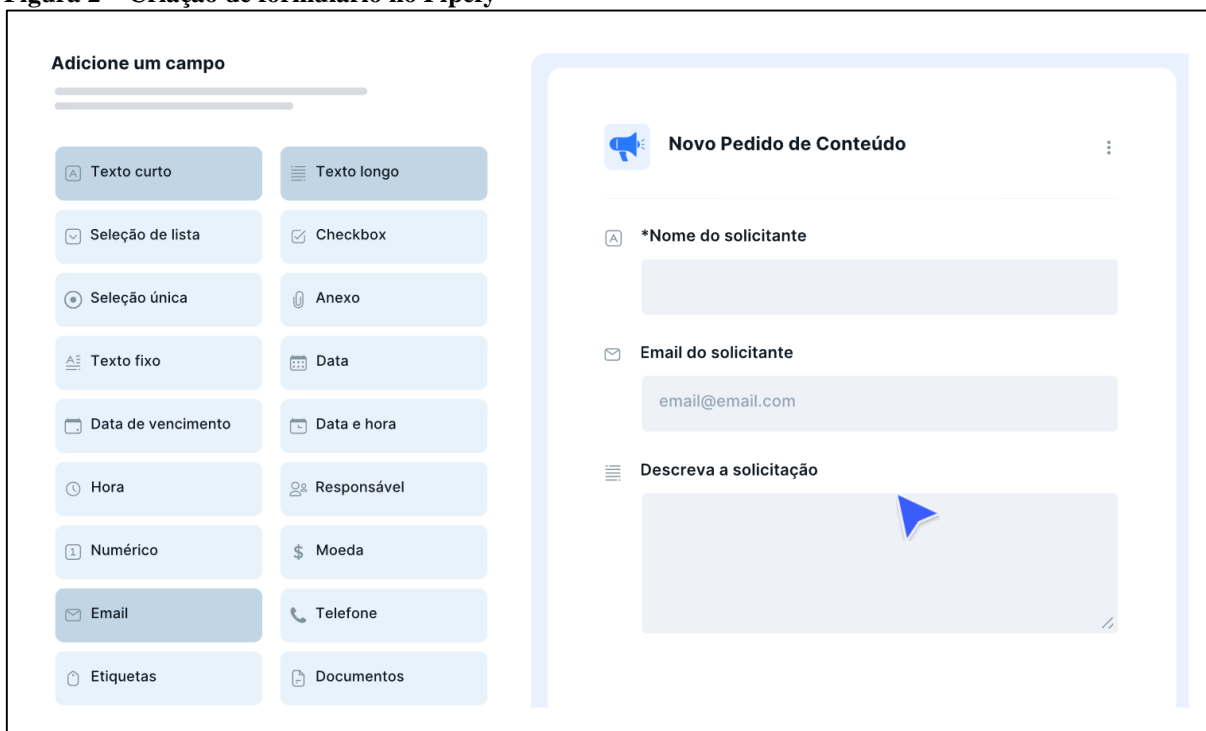 Figura 2 – Criação de formulário no Pipefy
Adicione um campo
Texto curto
Texto longo
Seleção de lista
Checkbox
Seleção única
Anexo
Texto fixo
Data
Data de vencimento
Data e hora
Hora
Responsável
Numérico
$ Moeda
Email
Telefone
Etiquetas
Documentos
Novo Pedido de Conteúdo
*Nome do solicitante
Email do solicitante
email@email.com
Descreva a solicitação